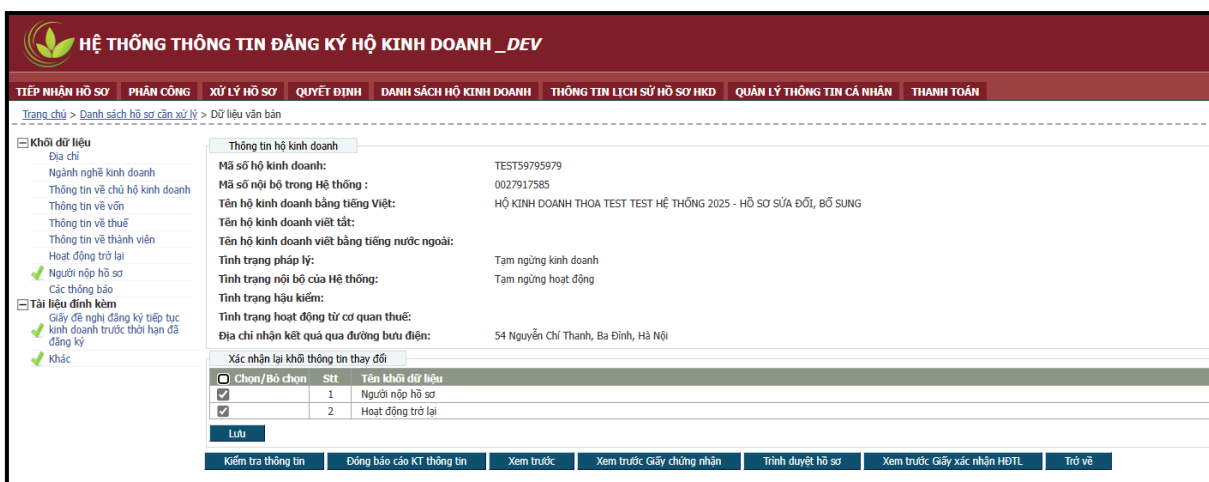 HỆ THỐNG THÔNG TIN ĐĂNG KÝ HỘ KINH DOANH _DEV
TIẾP NHẬN HỒ SƠ PHÂN CÔNG XỬ LÝ HỒ SƠ QUYẾT ĐỊNH DANH SÁCH HỘ KINH DOANH THÔNG TIN LỊCH SỬ HỒ SƠ HKD QUẢN LÝ THÔNG TIN CÁ NHÂN THANH TOÁN
Trang chủ > Danh sách hồ sơ cần xử lý > Dữ liệu văn bản
Khối dữ liệu
Địa chỉ
Ngành nghề kinh doanh
Thông tin về chủ hộ kinh doanh
Thông tin về vốn
Thông tin về thuế
Thông tin về thành viên
Hoạt động trở lại
Người nộp hồ sơ
Các thông báo
Tài liệu đính kèm
Giấy đề nghị đăng ký tiếp tục
kinh doanh trước thời hạn đã
đăng ký
Khác
Thông tin hộ kinh doanh
Mã số hộ kinh doanh: TEST59795979
Mã số nội bộ trong Hệ thống : 0027917585
Tên hộ kinh doanh bằng tiếng Việt: HỘ KINH DOANH THOA TEST TEST HỆ THỐNG 2025 - HỒ SƠ SỬA ĐỔI, BỔ SUNG
Tên hộ kinh doanh viết tắt:
Tên hộ kinh doanh viết bằng tiếng nước ngoài:
Tình trạng pháp lý: Tạm ngừng kinh doanh
Tình trạng nội bộ của Hệ thống: Tạm ngừng hoạt động
Tình trạng hậu kiểm:
Tình trạng hoạt động từ cơ quan thuế:
Địa chỉ nhận kết quả qua đường bưu điện: 54 Nguyễn Chí Thanh, Ba Đình, Hà Nội
Xác nhận lại khối thông tin thay đổi
Chọn/Bỏ chọn Stt Tên khối dữ liệu
1 Người nộp hồ sơ
2 Hoạt động trở lại
Lưu
Kiểm tra thông tin Đóng báo cáo KT thông tin Xem trước Xem trước Giấy chứng nhận Trình duyệt hồ sơ Xem trước Giấy xác nhận HĐTL Trở về